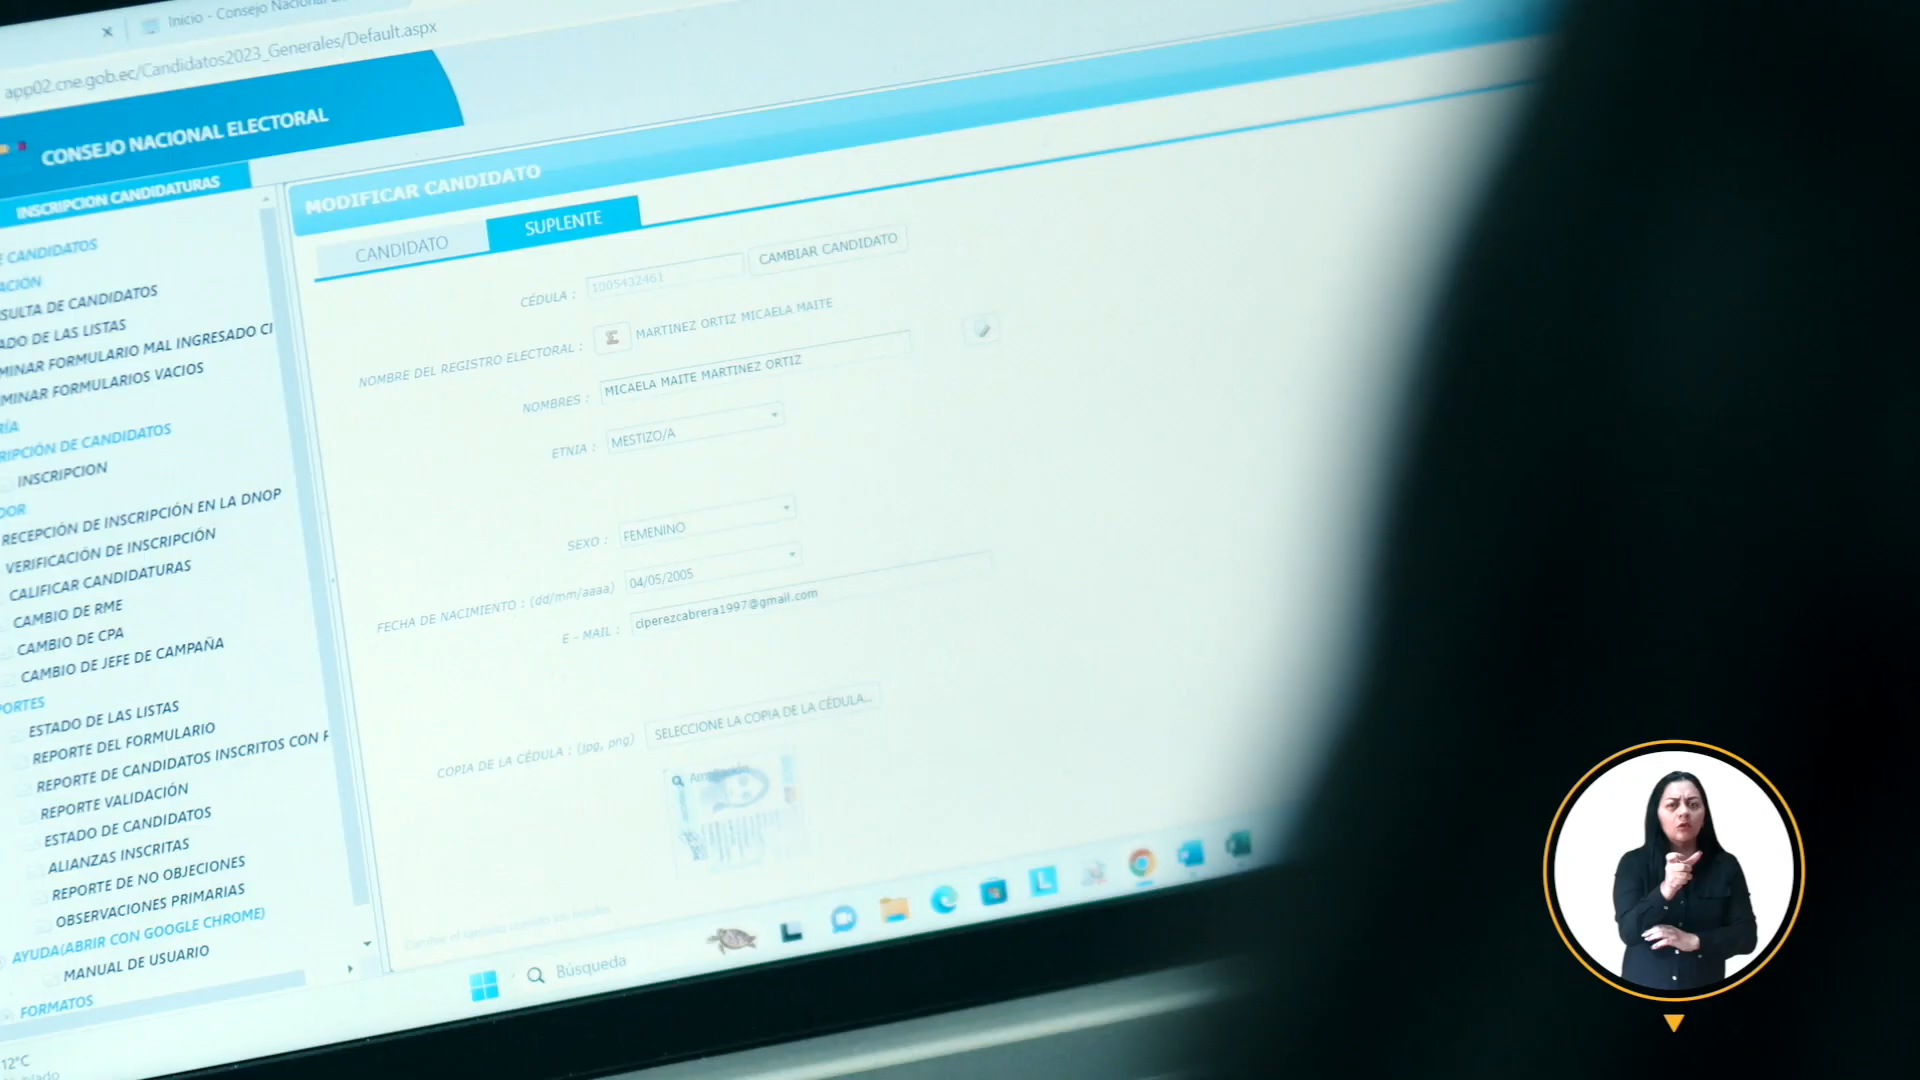 Inicio - Consejo Nacional
app02.cne.gob.ec/Candidatos2023_Generales/Default.aspx
CONSEJO NACIONAL ELECTORAL
INSCRIPCION CANDIDATURAS
E CANDIDATOS
ACIÓN
SULTA DE CANDIDATOS
ADO DE LAS LISTAS
MINAR FORMULARIO MAL INGRESADO CI
MINAR FORMULARIOS VACIOS
RÍA
RIPCIÓN DE CANDIDATOS
INSCRIPCION
DOR
RECEPCIÓN DE INSCRIPCIÓN EN LA DNOP
VERIFICACIÓN DE INSCRIPCIÓN
CALIFICAR CANDIDATURAS
CAMBIO DE RME
CAMBIO DE CPA
CAMBIO DE JEFE DE CAMPAÑA
PORTES
ESTADO DE LAS LISTAS
REPORTE DEL FORMULARIO
REPORTE DE CANDIDATOS INSCRITOS CON F
REPORTE VALIDACIÓN
ESTADO DE CANDIDATOS
ALIANZAS INSCRITAS
REPORTE DE NO OBJECIONES
OBSERVACIONES PRIMARIAS
AYUDA(ABRIR CON GOOGLE CHROME)
MANUAL DE USUARIO
FORMATOS
MODIFICAR CANDIDATO
CANDIDATO SUPLENTE
CÉDULA : 1005432461 CAMBIAR CANDIDATO
NOMBRE DEL REGISTRO ELECTORAL : MARTINEZ ORTIZ MICAELA MAITE
NOMBRES : MICAELA MAITE MARTINEZ ORTIZ
ETNIA : MESTIZO/A
SEXO : FEMENINO
FECHA DE NACIMIENTO : (dd/mm/aaaa) 04/05/2005
E - MAIL : ciperezcabrera1997@gmail.com
COPIA DE LA CÉDULA : (jpg, png) SELECCIONE LA COPIA DE LA CÉDULA...
Búsqueda
12°C